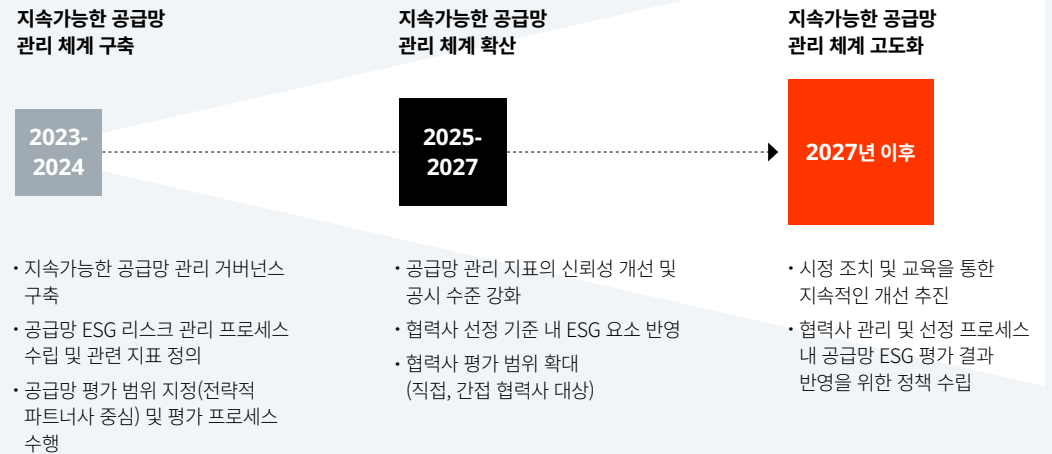 지속가능한 공급망
관리 체계 구축
2023-
2024
・지속가능한 공급망 관리 거버넌스
구축
・공급망 ESG 리스크 관리 프로세스
수립 및 관련 지표 정의
・공급망 평가 범위 지정(전략적
파트너사 중심) 및 평가 프로세스
수행
지속가능한 공급망
관리 체계 확산
2025-
2027
・공급망 관리 지표의 신뢰성 개선 및
공시 수준 강화
・협력사 선정 기준 내 ESG 요소 반영
・협력사 평가 범위 확대
(직접, 간접 협력사 대상)
지속가능한 공급망
관리 체계 고도화
2027년 이후
・시정 조치 및 교육을 통한
지속적인 개선 추진
・협력사 관리 및 선정 프로세스
내 공급망 ESG 평가 결과
반영을 위한 정책 수립